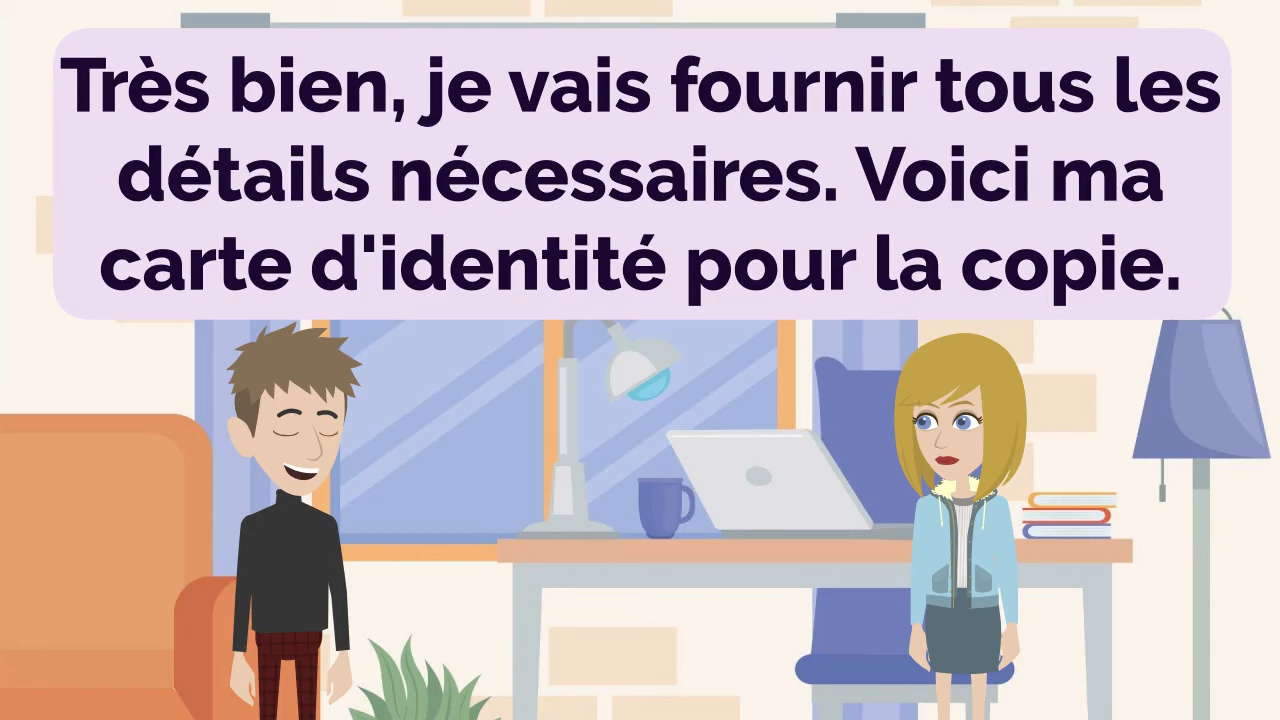 Très bien, je vais fournir tous les
détails nécessaires. Voici ma
carte d'identité pour la copie.